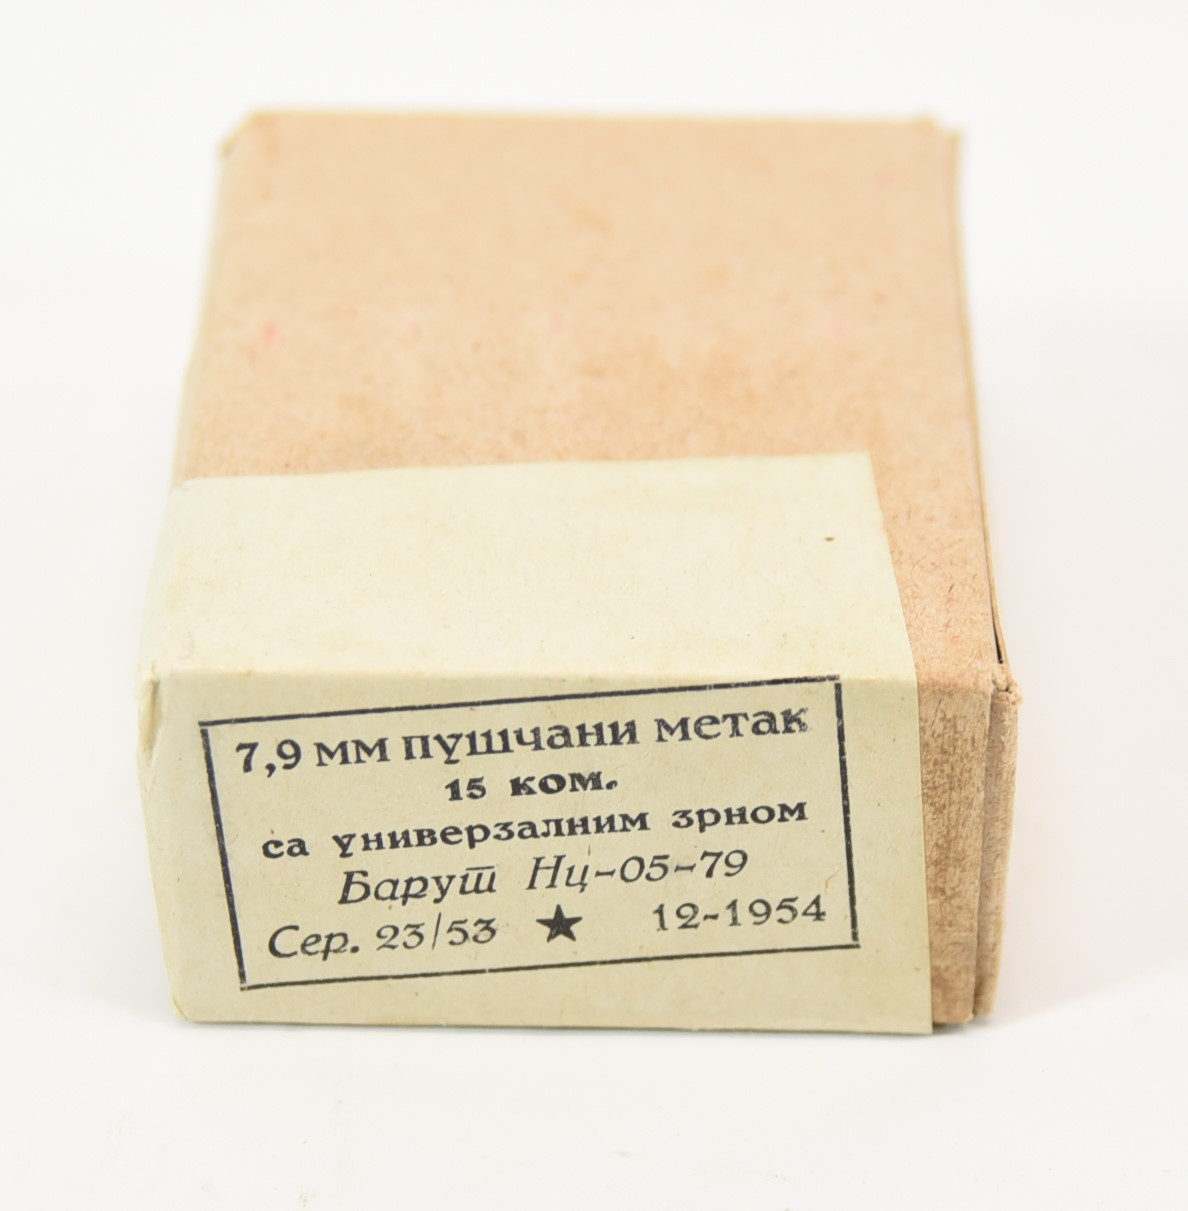 7,9 мм пушчани метак
15 ком.
са универзалним зрном
Барут Нц-05-79
Сер. 23/53 ★ 12-1954